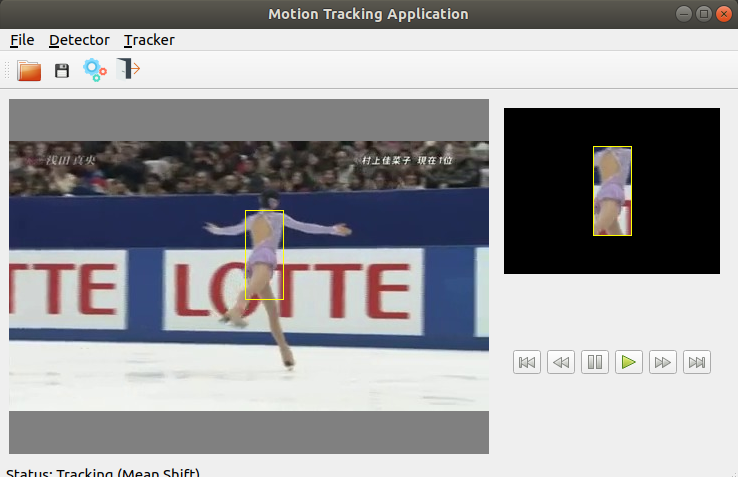 Motion Tracking Application
File Detector Tracker
浅田真央
村上佳菜子 現在1位
TTE
LOTTE
Status: Tracking (Mean Shift)